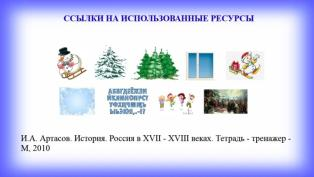 ССЫЛКИ НА ИСПОЛЬЗОВАННЫЕ РЕСУРСЫ
И.А. Артасов. История. Россия в XVII - XVIII веках. Тетрадь - тренажер -
М, 2010